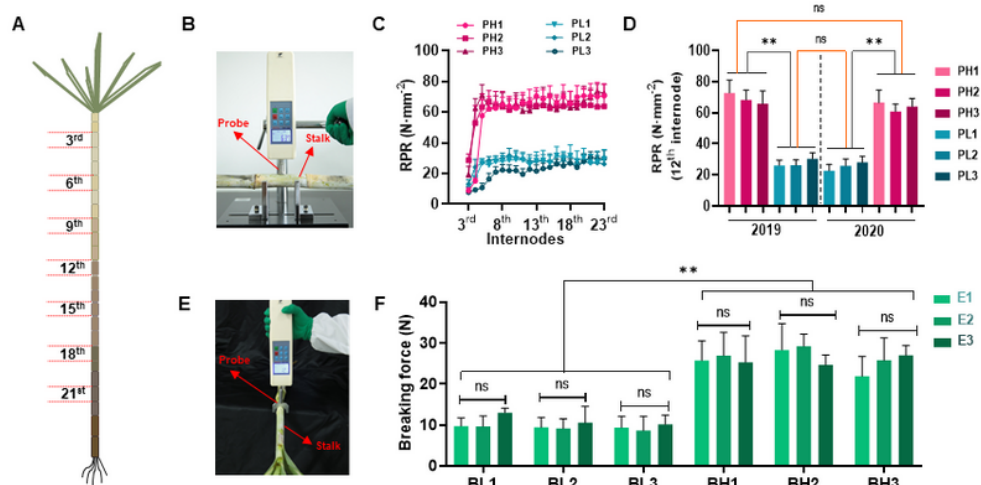 A
3rd
6th
9th
12th
15th
18th
21st
B
Probe
Stalk
C
PH1
PH2
PH3
PL1
PL2
PL3
RPR (N·mm-2)
100
80
60
40
20
0
3rd 8th 13th 18th 23rd
Internodes
D
ns
** ns **
RPR (N·mm-2)
(12th internode)
100
80
60
40
20
0
2019 2020
PH1
PH2
PH3
PL1
PL2
PL3
E
Probe
Stalk
F
**
Breaking force (N)
40
30
20
10
0
ns ns ns ns ns ns
BL1 BL2 BL3 BH1 BH2 BH3
E1
E2
E3